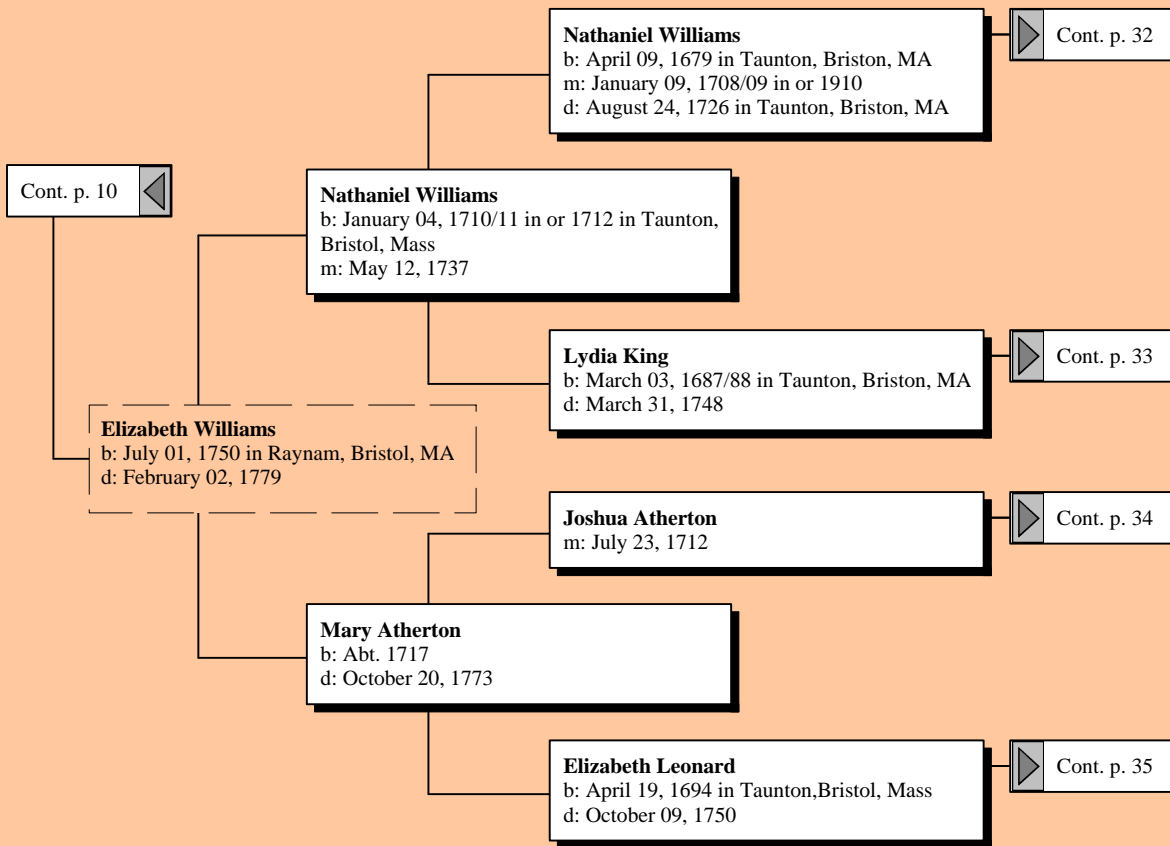 Nathaniel Williams
b: April 09, 1679 in Taunton, Briston, MA
m: January 09, 1708/09 in or 1910
d: August 24, 1726 in Taunton, Briston, MA
Cont. p. 32
Cont. p. 10
Nathaniel Williams
b: January 04, 1710/11 in or 1712 in Taunton,
Bristol, Mass
m: May 12, 1737
Lydia King
b: March 03, 1687/88 in Taunton, Briston, MA
d: March 31, 1748
Cont. p. 33
Elizabeth Williams
b: July 01, 1750 in Raynam, Bristol, MA
d: February 02, 1779
Joshua Atherton
m: July 23, 1712
Cont. p. 34
Mary Atherton
b: Abt. 1717
d: October 20, 1773
Elizabeth Leonard
b: April 19, 1694 in Taunton,Bristol, Mass
d: October 09, 1750
Cont. p. 35